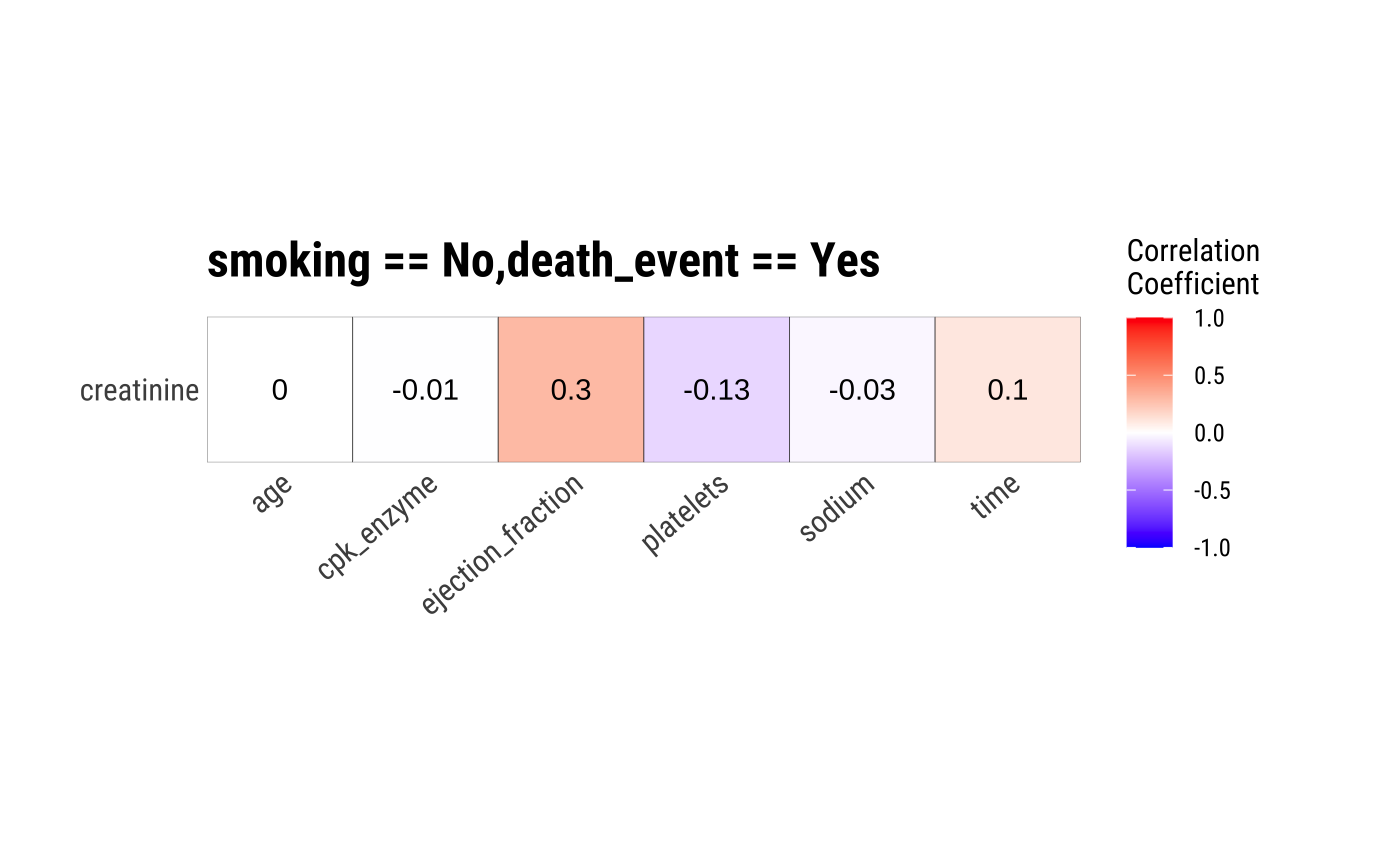 smoking == No,death_event == Yes
creatinine
0 -0.01 0.3 -0.13 -0.03 0.1
age cpk_enzyme ejection_fraction platelets sodium time
Correlation
Coefficient
1.0
0.5
0.0
-0.5
-1.0